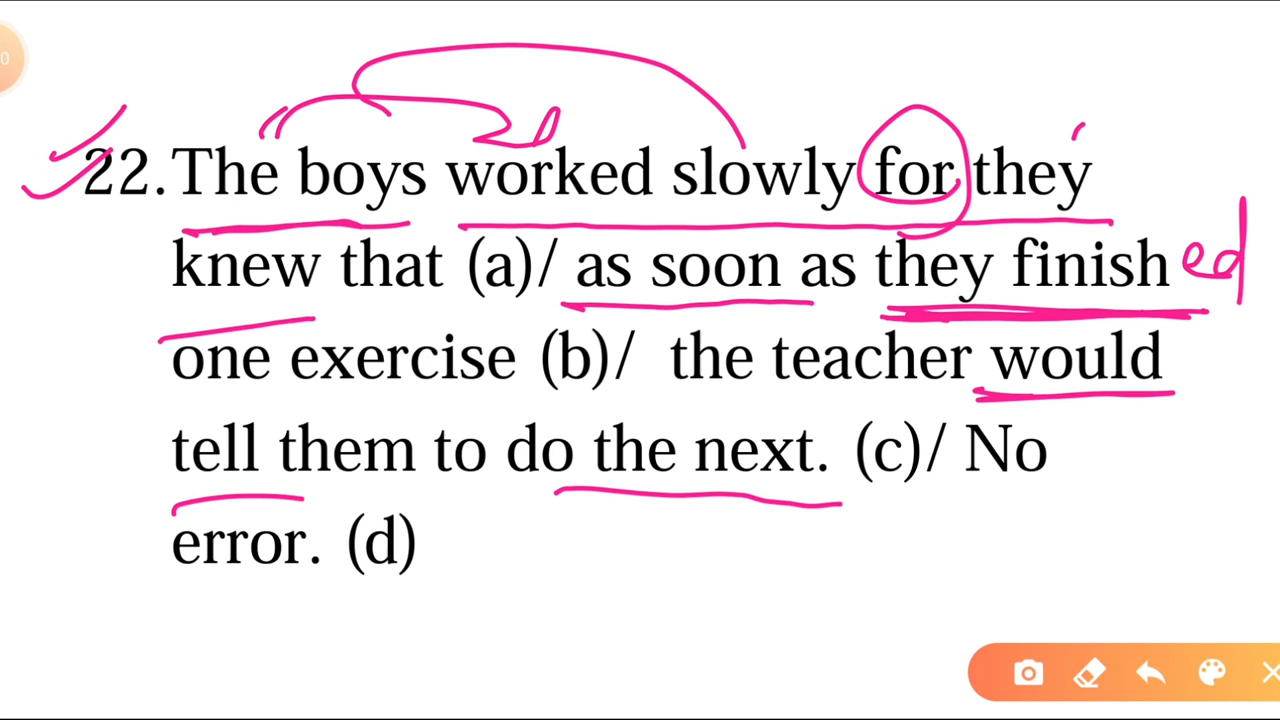 0
22. The boys worked slowly for they
knew that (a)/ as soon as they finish ed
one exercise (b)/ the teacher would
tell them to do the next. (c)/ No
error. (d)